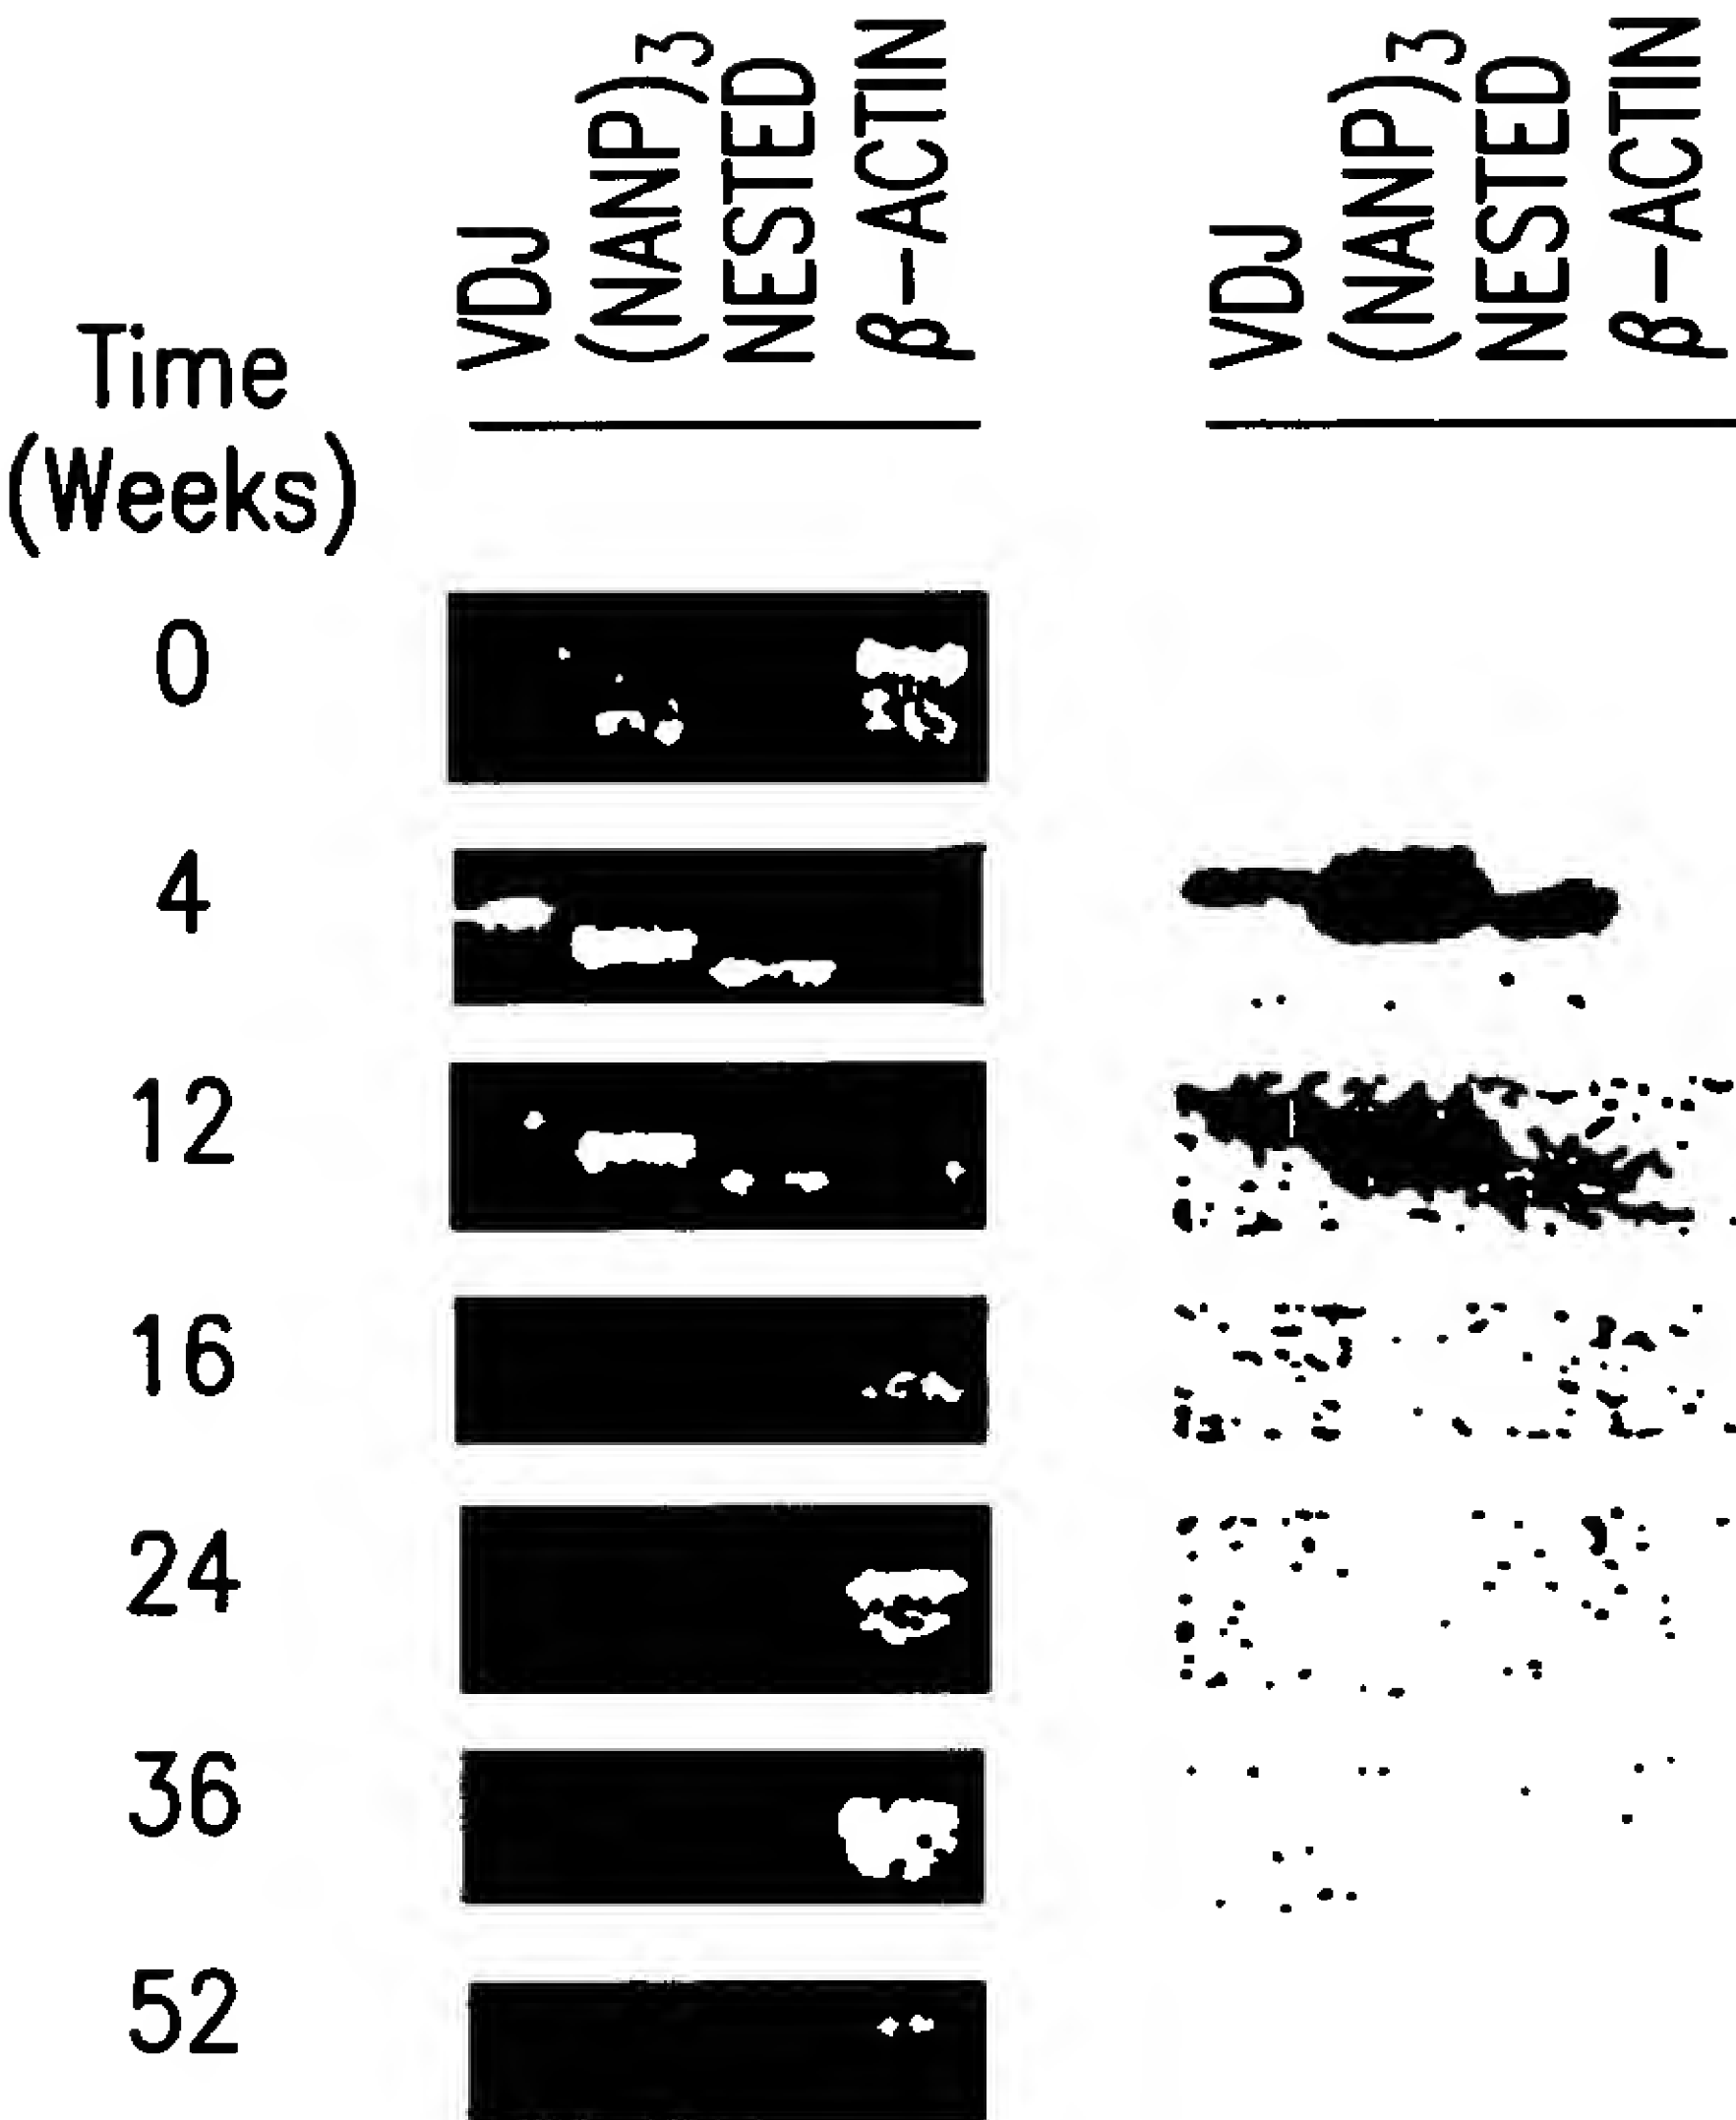 VDJ
(NANP)3
NESTED
β-ACTIN
VDJ
(NANP)3
NESTED
β-ACTIN
Time
(Weeks)
0
4
12
16
24
36
52